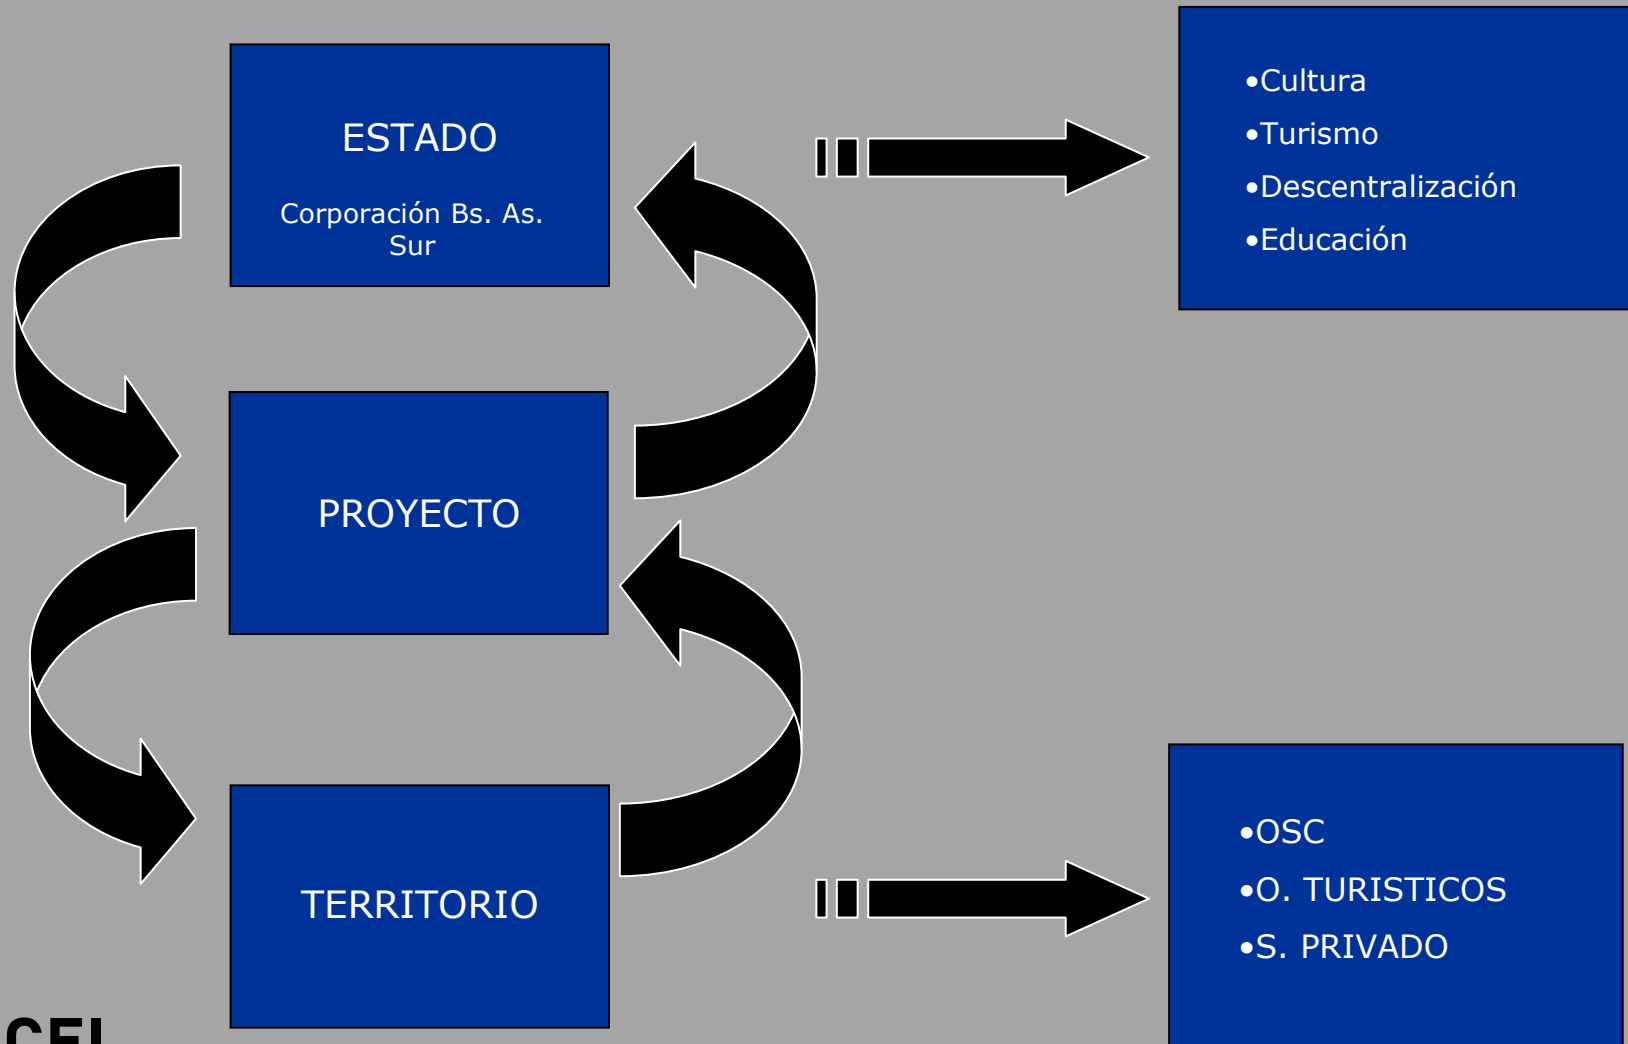 ESTADO
Corporación Bs. As.
Sur
•Cultura
•Turismo
•Descentralización
•Educación
PROYECTO
TERRITORIO
•OSC
•O. TURISTICOS
•S. PRIVADO